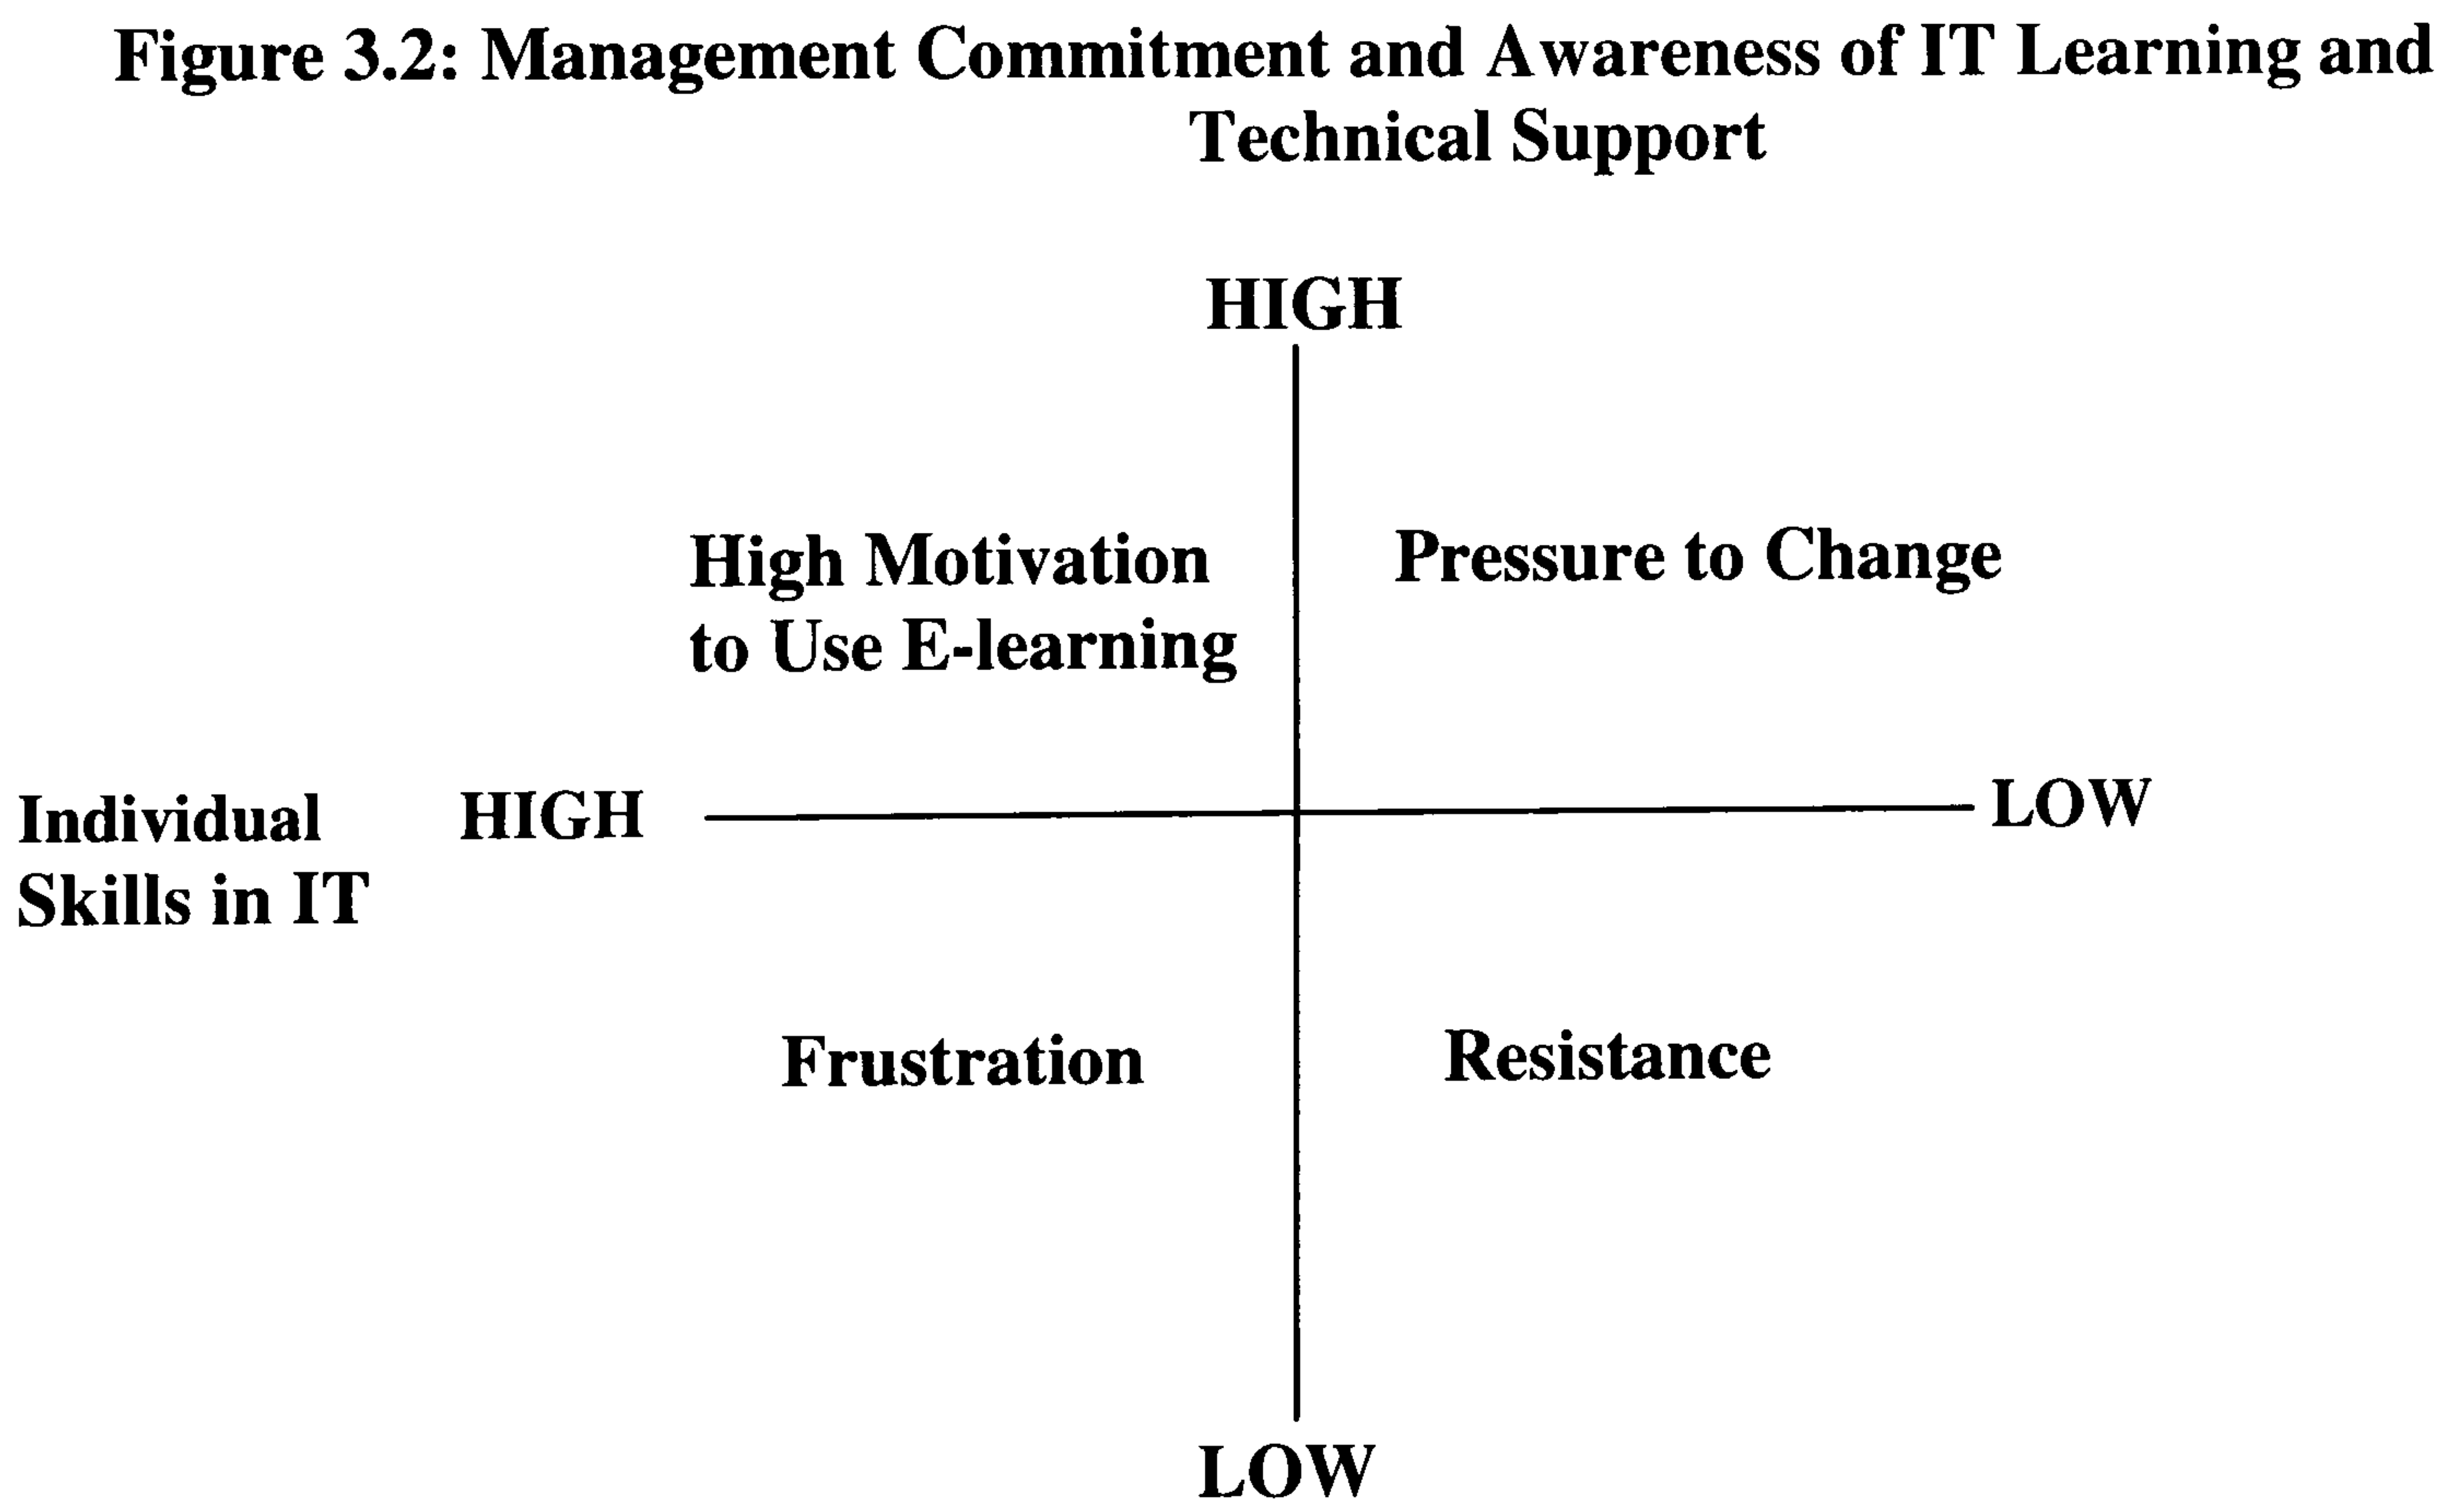 Figure 3.2: Management Commitment and Awareness of IT Learning and
Technical Support
HIGH
High Motivation
to Use E-learning
Pressure to Change
Individual
Skills in IT
HIGH
LOW
Frustration
Resistance
LOW